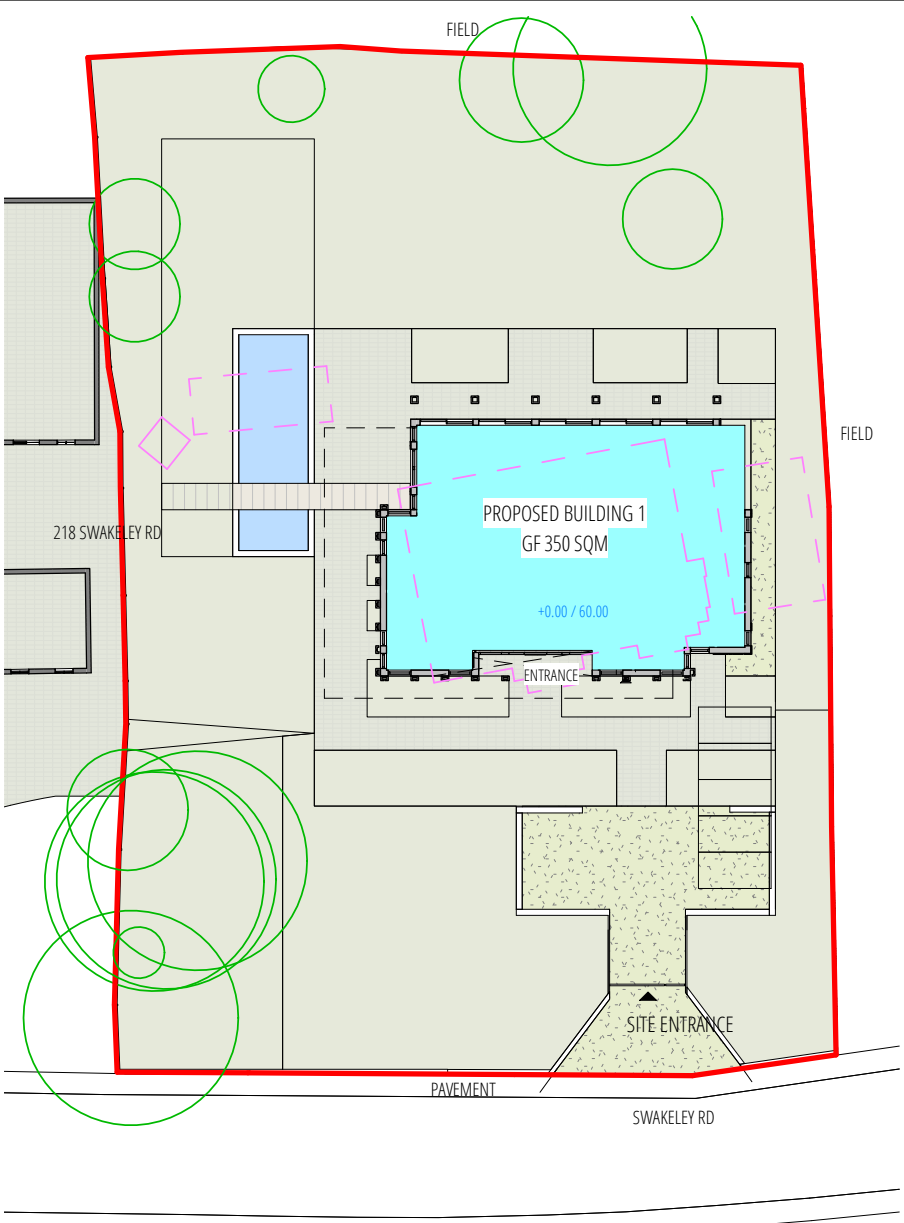 FIELD
FIELD
PROPOSED BUILDING 1
GF 350 SQM
218 SWAKELEY RD
+0.00 / 60.00
ENTRANCE
SITE ENTRANCE
PAVEMENT
SWAKELEY RD